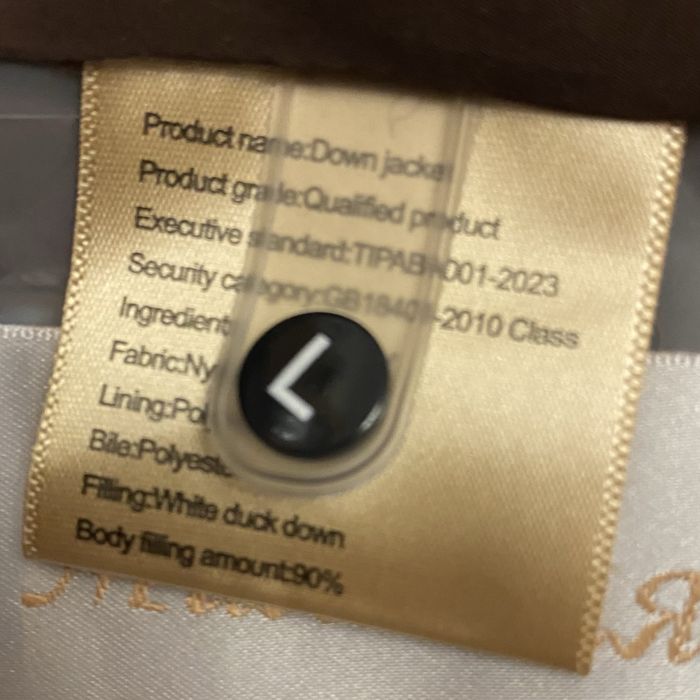 Product name:Down jacket
Product grade:Qualified product
Executive standard:TIPAB 001-2023
Security category:GB18401-2010 Class
Ingredient
Fabric:Ny
Lining:Pol
Bile:Polyeste
Filling:White duck down
Body filling amount:90%
L